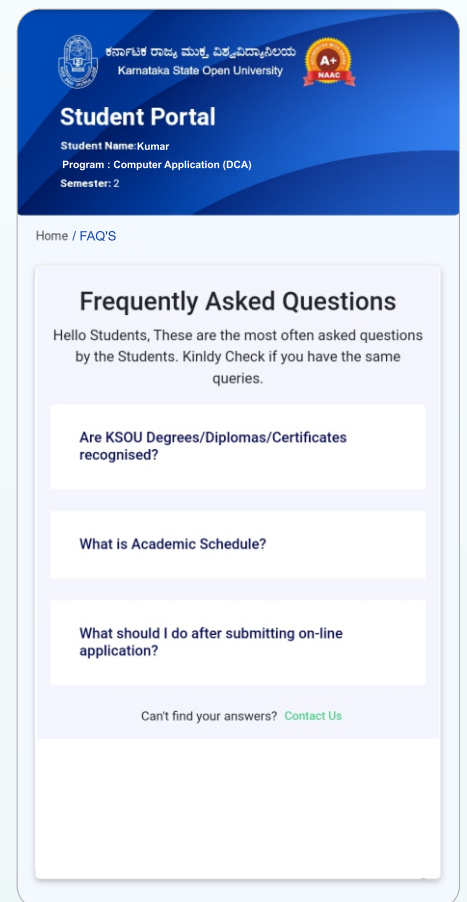 ಕರ್ನಾಟಕ ರಾಜ್ಯ ಮುಕ್ತ ವಿಶ್ವವಿದ್ಯಾನಿಲಯ
Karnataka State Open University
A+
NAAC
Student Portal
Student Name:Kumar
Program : Computer Application (DCA)
Semester: 2
Home / FAQ'S
Frequently Asked Questions
Hello Students, These are the most often asked questions
by the Students. Kinldy Check if you have the same
queries.
Are KSOU Degrees/Diplomas/Certificates
recognised?
What is Academic Schedule?
What should I do after submitting on-line
application?
Can't find your answers? Contact Us